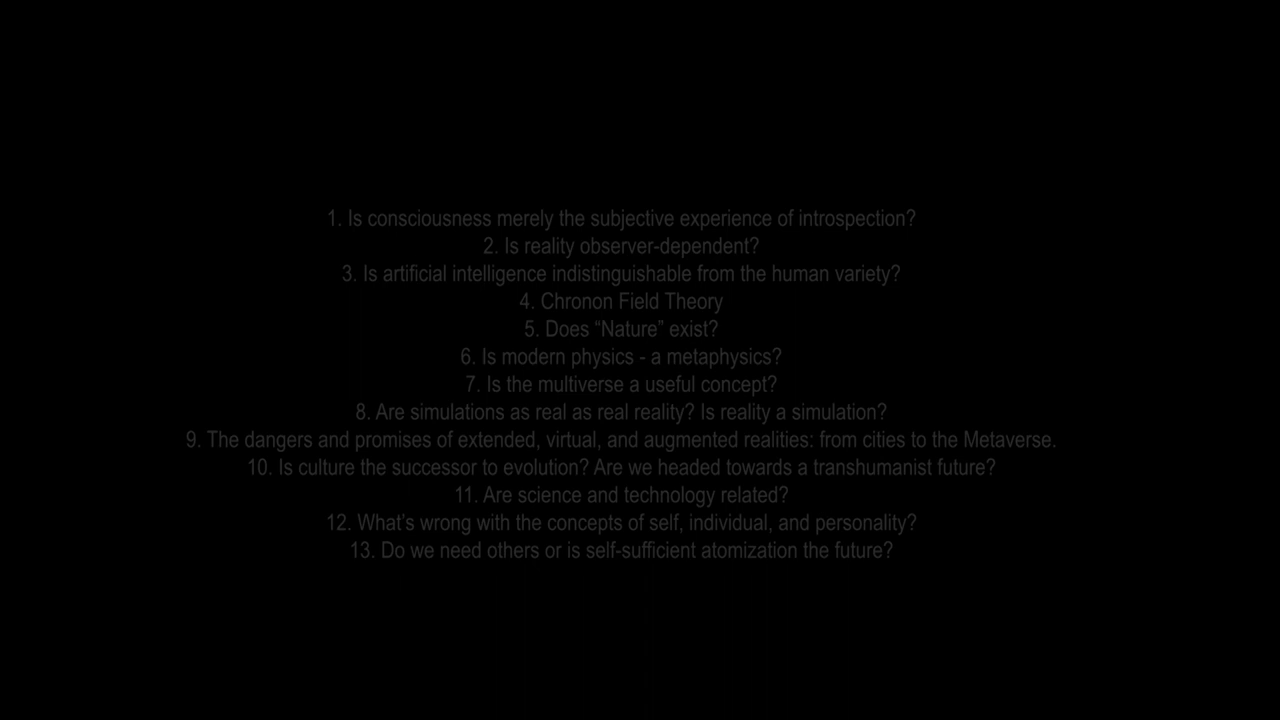 1. Is consciousness merely the subjective experience of introspection?
2. Is reality observer-dependent?
3. Is artificial intelligence indistinguishable from the human variety?
4. Chronon Field Theory
5. Does “Nature” exist?
6. Is modern physics - a metaphysics?
7. Is the multiverse a useful concept?
8. Are simulations as real as real reality? Is reality a simulation?
9. The dangers and promises of extended, virtual, and augmented realities: from cities to the Metaverse.
10. Is culture the successor to evolution? Are we headed towards a transhumanist future?
11. Are science and technology related?
12. What’s wrong with the concepts of self, individual, and personality?
13. Do we need others or is self-sufficient atomization the future?